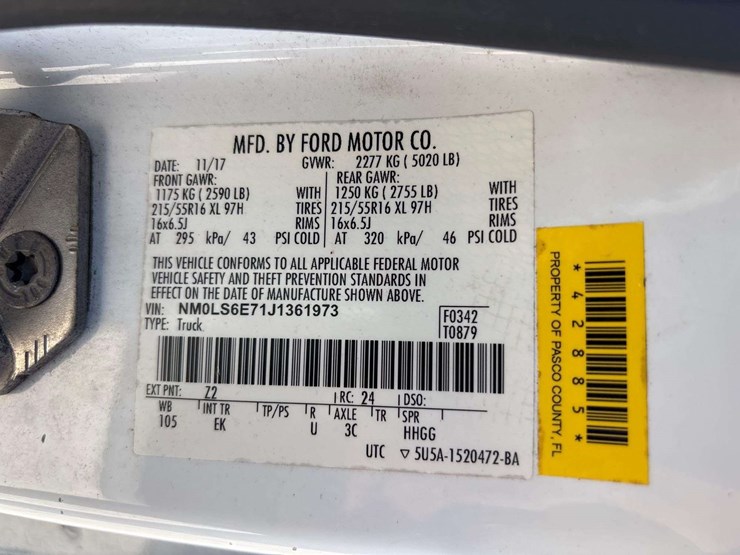 MFD. BY FORD MOTOR CO.
DATE: 11/17 GVWR: 2277 KG ( 5020 LB)
FRONT GAWR: REAR GAWR:
1175 KG ( 2590 LB) WITH 1250 KG ( 2755 LB) WITH
215/55R16 XL 97H TIRES 215/55R16 XL 97H TIRES
16x6.5J RIMS 16x6.5J RIMS
AT 295 kPa/ 43 PSI COLD AT 320 kPa/ 46 PSI COLD
THIS VEHICLE CONFORMS TO ALL APPLICABLE FEDERAL MOTOR
VEHICLE SAFETY AND THEFT PREVENTION STANDARDS IN
EFFECT ON THE DATE OF MANUFACTURE SHOWN ABOVE.
VIN: NM0LS6E71J1361973 F0342
TYPE: Truck T0879
EXT PNT: Z2 RC: 24 DSO:
WB INT TR TP/PS R AXLE TR SPR
105 EK U 3C HHGG
UTC ▽ 5U5A-1520472-BA
PROPERTY OF PASCO COUNTY, FL
* 42885 *